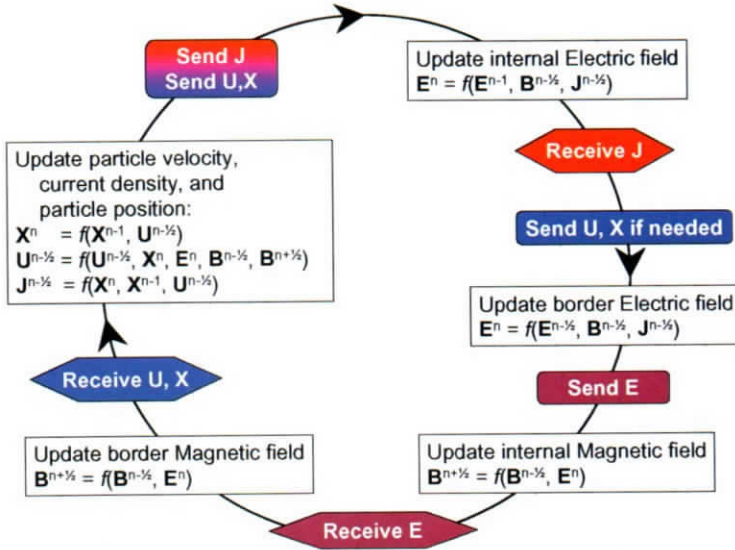 Send J
Send U,X
Update internal Electric field
Eⁿ = f(Eⁿ⁻¹, Bⁿ⁻½, Jⁿ⁻½)
Receive J
Send U, X if needed
Update border Electric field
Eⁿ = f(Eⁿ⁻½, Bⁿ⁻½, Jⁿ⁻½)
Send E
Update internal Magnetic field
Bⁿ⁺½ = f(Bⁿ⁻½, Eⁿ)
Receive E
Update border Magnetic field
Bⁿ⁺½ = f(Bⁿ⁻½, Eⁿ)
Receive U, X
Update particle velocity,
current density, and
particle position:
Xⁿ = f(Xⁿ⁻¹, Uⁿ⁻½)
Uⁿ⁻½ = f(Uⁿ⁻½, Xⁿ, Eⁿ, Bⁿ⁻½, Bⁿ⁺½)
Jⁿ⁻½ = f(Xⁿ, Xⁿ⁻¹, Uⁿ⁻½)